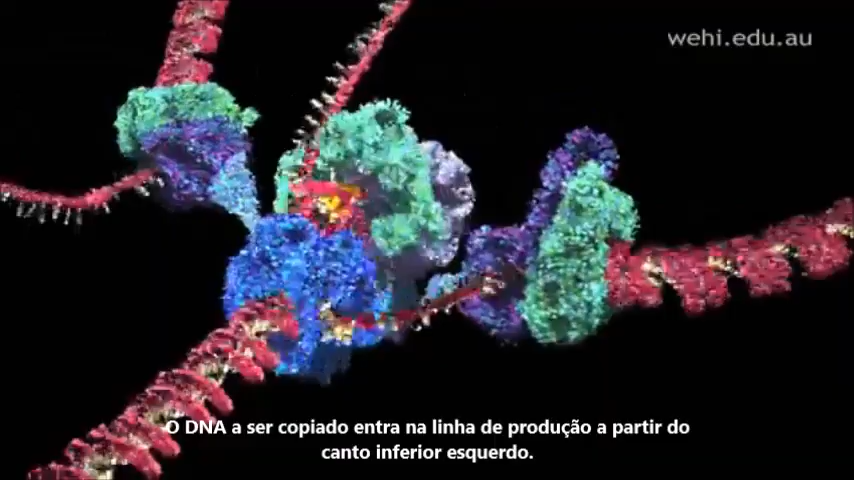 wehi.edu.au
O DNA a ser copiado entra na linha de produção a partir do
canto inferior esquerdo.